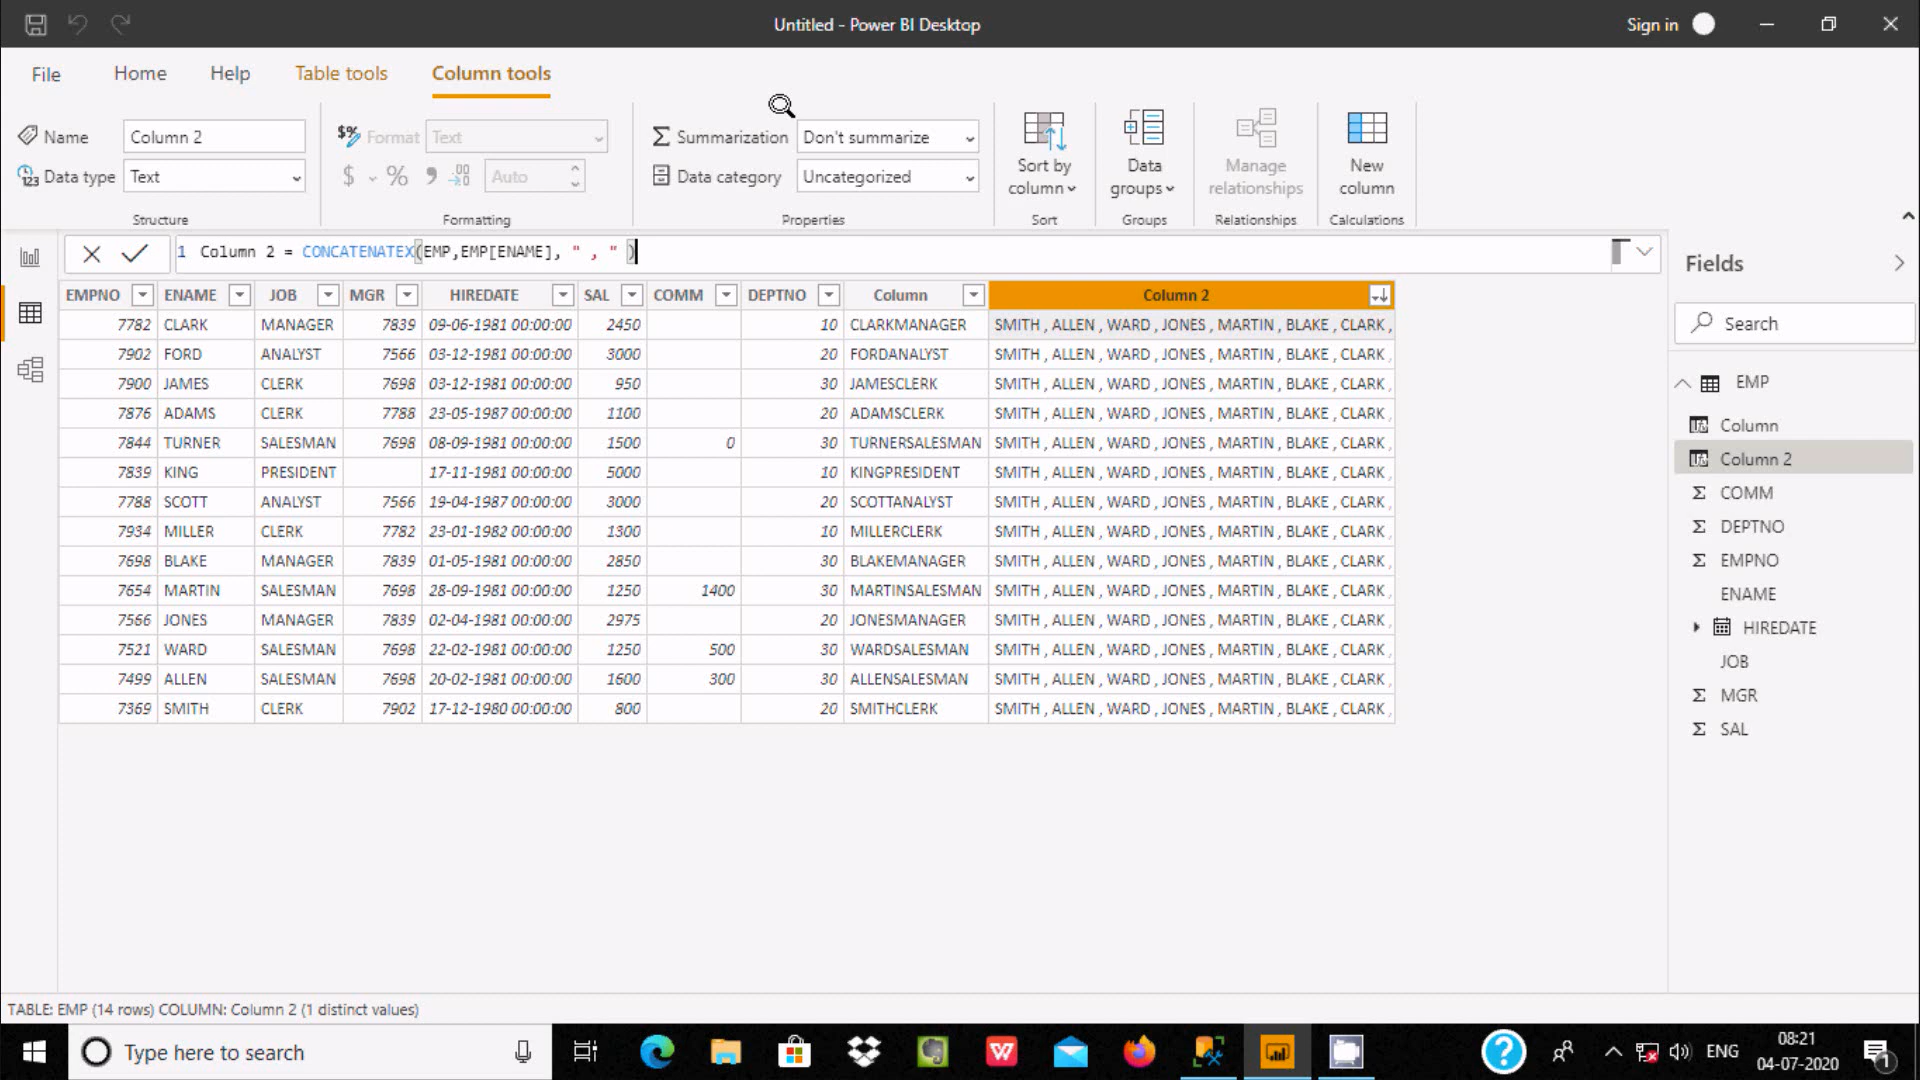 Untitled - Power BI Desktop
Sign in
File Home Help Table tools Column tools
Name Column 2
Data type Text
Structure
Format Text
$ % 9 .00 Auto
Formatting
Summarization Don't summarize
Data category Uncategorized
Properties
Sort by column
Sort
Data groups
Groups
Manage relationships
Relationships
New column
Calculations
1 Column 2 = CONCATENATEX(EMP,EMP[ENAME], " , " )
EMPNO ENAME JOB MGR HIREDATE SAL COMM DEPTNO Column Column 2
7782 CLARK MANAGER 7839 09-06-1981 00:00:00 2450 10 CLARKMANAGER SMITH , ALLEN , WARD , JONES , MARTIN , BLAKE , CLARK ,
7902 FORD ANALYST 7566 03-12-1981 00:00:00 3000 20 FORDANALYST SMITH , ALLEN , WARD , JONES , MARTIN , BLAKE , CLARK ,
7900 JAMES CLERK 7698 03-12-1981 00:00:00 950 30 JAMESCLERK SMITH , ALLEN , WARD , JONES , MARTIN , BLAKE , CLARK ,
7876 ADAMS CLERK 7788 23-05-1987 00:00:00 1100 20 ADAMSCLERK SMITH , ALLEN , WARD , JONES , MARTIN , BLAKE , CLARK ,
7844 TURNER SALESMAN 7698 08-09-1981 00:00:00 1500 0 30 TURNERSALESMAN SMITH , ALLEN , WARD , JONES , MARTIN , BLAKE , CLARK ,
7839 KING PRESIDENT 17-11-1981 00:00:00 5000 10 KINGPRESIDENT SMITH , ALLEN , WARD , JONES , MARTIN , BLAKE , CLARK ,
7788 SCOTT ANALYST 7566 19-04-1987 00:00:00 3000 20 SCOTTANALYST SMITH , ALLEN , WARD , JONES , MARTIN , BLAKE , CLARK ,
7934 MILLER CLERK 7782 23-01-1982 00:00:00 1300 10 MILLERCLERK SMITH , ALLEN , WARD , JONES , MARTIN , BLAKE , CLARK ,
7698 BLAKE MANAGER 7839 01-05-1981 00:00:00 2850 30 BLAKEMANAGER SMITH , ALLEN , WARD , JONES , MARTIN , BLAKE , CLARK ,
7654 MARTIN SALESMAN 7698 28-09-1981 00:00:00 1250 1400 30 MARTINSALESMAN SMITH , ALLEN , WARD , JONES , MARTIN , BLAKE , CLARK ,
7566 JONES MANAGER 7839 02-04-1981 00:00:00 2975 20 JONESMANAGER SMITH , ALLEN , WARD , JONES , MARTIN , BLAKE , CLARK ,
7521 WARD SALESMAN 7698 22-02-1981 00:00:00 1250 500 30 WARDSALESMAN SMITH , ALLEN , WARD , JONES , MARTIN , BLAKE , CLARK ,
7499 ALLEN SALESMAN 7698 20-02-1981 00:00:00 1600 300 30 ALLENSALESMAN SMITH , ALLEN , WARD , JONES , MARTIN , BLAKE , CLARK ,
7369 SMITH CLERK 7902 17-12-1980 00:00:00 800 20 SMITHCLERK SMITH , ALLEN , WARD , JONES , MARTIN , BLAKE , CLARK ,
Fields
Search
EMP
Column
Column 2
COMM
DEPTNO
EMPNO
ENAME
HIREDATE
JOB
MGR
SAL
TABLE: EMP (14 rows) COLUMN: Column 2 (1 distinct values)
Type here to search
ENG
08:21
04-07-2020
1